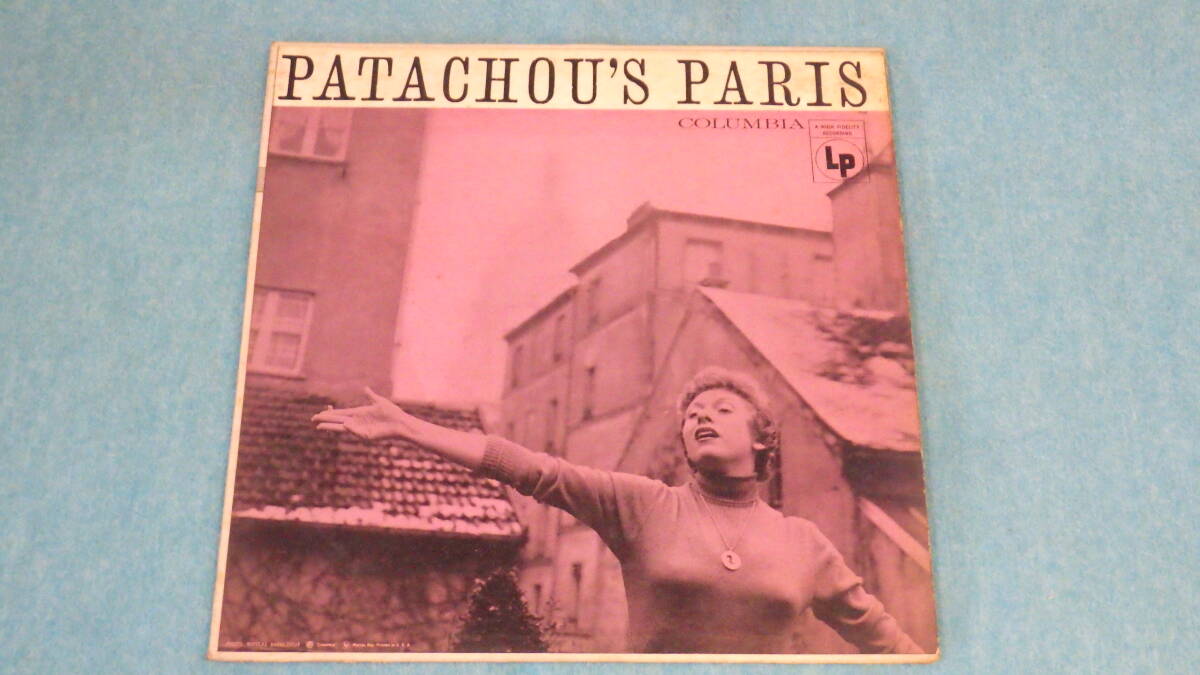 PATACHOU'S PARIS
COLUMBIA
A HIGH FIDELITY
RECORDING
Lp